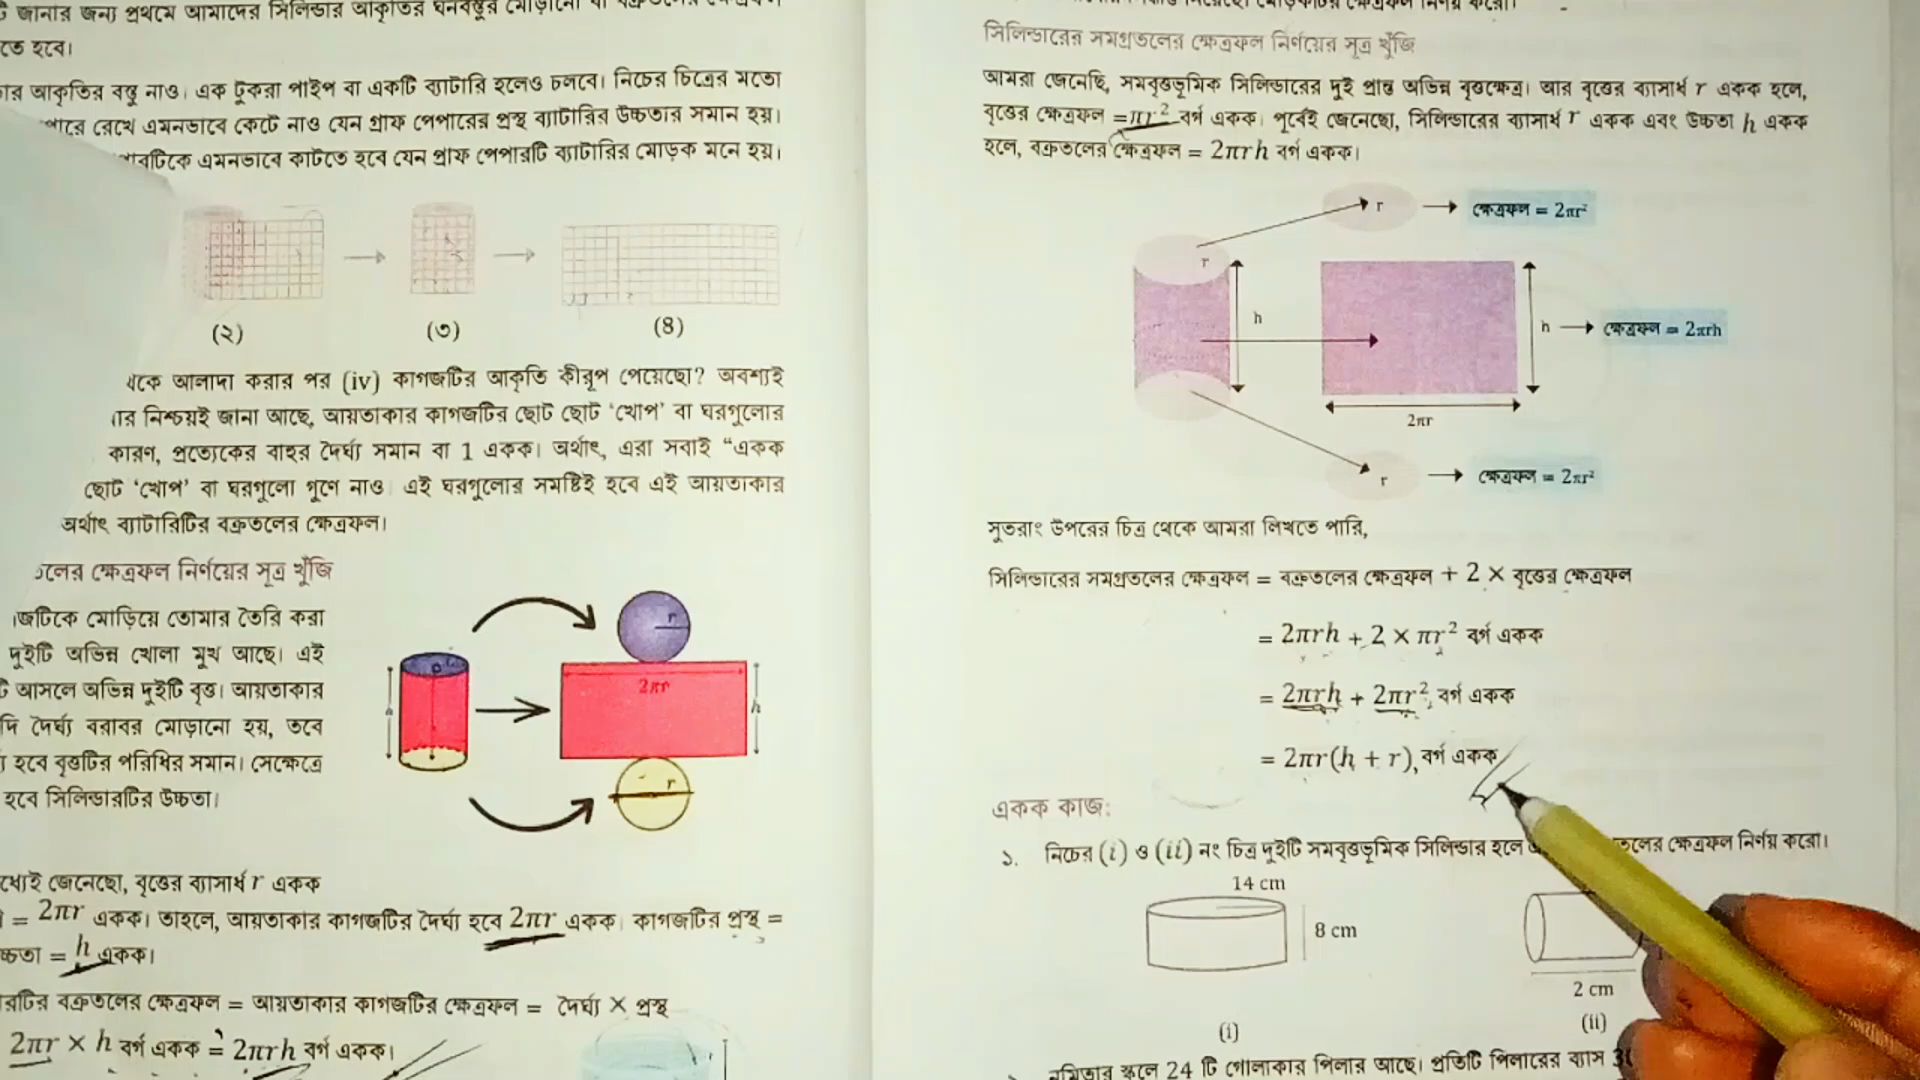 জানার জন্য প্রথমে আমাদের সিলিন্ডার আকৃতির ঘনবস্তুর মোড়ানো বা
তে হবে।
ার আকৃতির বস্তু নাও। এক টুকরা পাইপ বা একটি ব্যাটারি হলেও চলবে। নিচের চিত্রের মতো
পারে রেখে এমনভাবে কেটে নাও যেন গ্রাফ পেপারের প্রস্থ ব্যাটারির উচ্চতার সমান হয়।
পারটিকে এমনভাবে কাটতে হবে যেন গ্রাফ পেপারটি ব্যাটারির মোড়ক মনে হয়।
(২) (৩) (৪)
থেকে আলাদা করার পর (iv) কাগজটির আকৃতি কীরূপ পেয়েছো? অবশ্যই
ার নিশ্চয়ই জানা আছে, আয়তাকার কাগজটির ছোট ছোট ‘খোপ’ বা ঘরগুলোর
কারণ, প্রত্যেকের বাহুর দৈর্ঘ্য সমান বা 1 একক। অর্থাৎ, এরা সবাই “একক
ছোট ‘খোপ’ বা ঘরগুলো গুণে নাও। এই ঘরগুলোর সমষ্টিই হবে এই আয়তাকার
অর্থাৎ ব্যাটারিটির বক্রতলের ক্ষেত্রফল।
তলের ক্ষেত্রফল নির্ণয়ের সূত্র খুঁজি
জটিকে মোড়িয়ে তোমার তৈরি করা
দুইটি অভিন্ন খোলা মুখ আছে। এই
টি আসলে অভিন্ন দুইটি বৃত্ত। আয়তাকার
দি দৈর্ঘ্য বরাবর মোড়ানো হয়, তবে
হবে বৃত্তটির পরিধির সমান। সেক্ষেত্রে
হবে সিলিন্ডারটির উচ্চতা।
r
2πr
h
h
r
ধ্যেই জেনেছো, বৃত্তের ব্যাসার্ধ r একক
= 2πr একক। তাহলে, আয়তাকার কাগজটির দৈর্ঘ্য হবে 2πr একক। কাগজটির প্রস্থ =
চ্চতা = h একক।
ারটির বক্রতলের ক্ষেত্রফল = আয়তাকার কাগজটির ক্ষেত্রফল = দৈর্ঘ্য × প্রস্থ
2πr × h বর্গ একক = 2πrh বর্গ একক।
সিলিন্ডারের সমগ্রতলের ক্ষেত্রফল নির্ণয়ের সূত্র খুঁজি
আমরা জেনেছি, সমবৃত্তভূমিক সিলিন্ডারের দুই প্রান্ত অভিন্ন বৃত্তক্ষেত্র। আর বৃত্তের ব্যাসার্ধ r একক হলে,
বৃত্তের ক্ষেত্রফল = πr² বর্গ একক। পূর্বেই জেনেছো, সিলিন্ডারের ব্যাসার্ধ r একক এবং উচ্চতা h একক
হলে, বক্রতলের ক্ষেত্রফল = 2πrh বর্গ একক।
r ক্ষেত্রফল = 2πr²
r
h h ক্ষেত্রফল = 2πrh
2πr
r ক্ষেত্রফল = 2πr²
সুতরাং উপরের চিত্র থেকে আমরা লিখতে পারি,
সিলিন্ডারের সমগ্রতলের ক্ষেত্রফল = বক্রতলের ক্ষেত্রফল + 2 × বৃত্তের ক্ষেত্রফল
= 2πrh + 2 × πr² বর্গ একক
= 2πrh + 2πr², বর্গ একক
= 2πr(h + r), বর্গ একক
একক কাজ:
১. নিচের (i) ও (ii) নং চিত্র দুইটি সমবৃত্তভূমিক সিলিন্ডার হলে তলের ক্ষেত্রফল নির্ণয় করো।
14 cm
8 cm
2 cm
(i) (ii)
নমিতার স্কুলে 24 টি গোলাকার পিলার আছে। প্রতিটি পিলারের ব্যাস